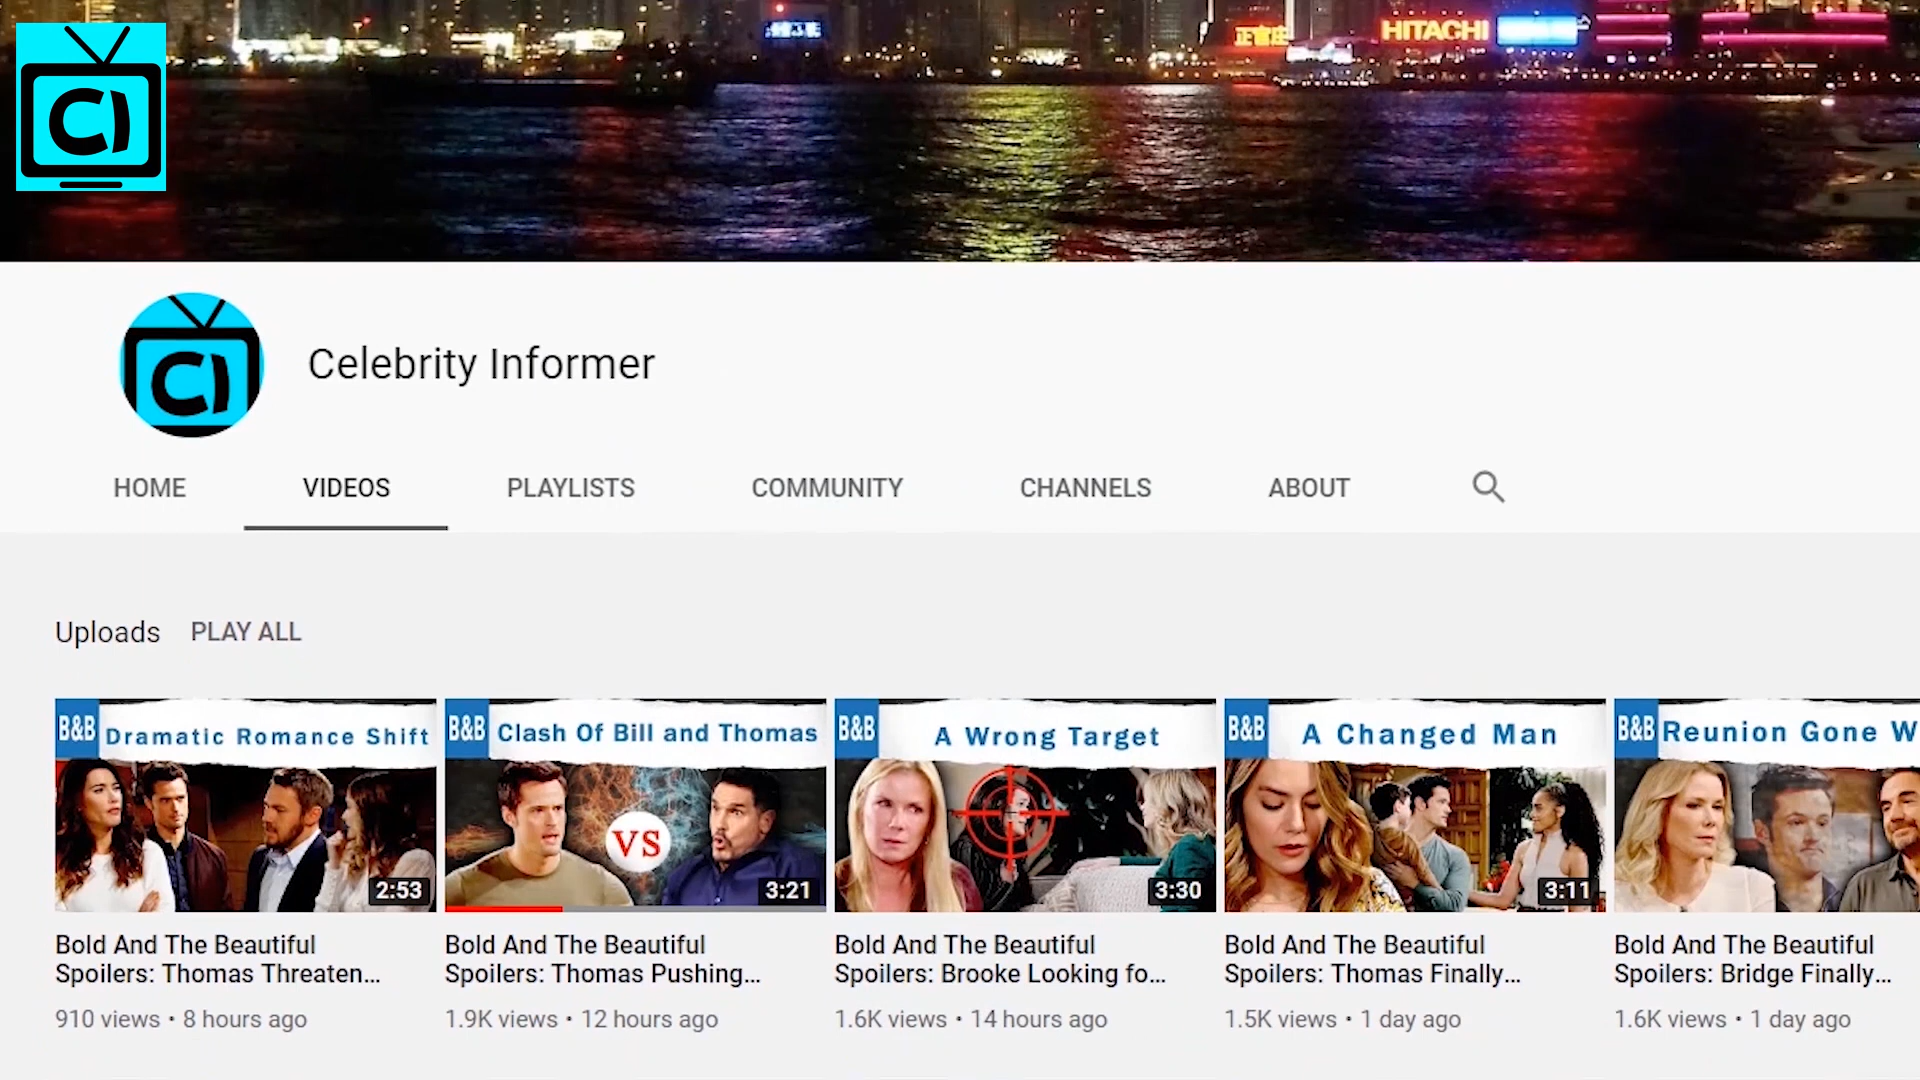 正官庄
HITACHI
CI
CI
Celebrity Informer
HOME VIDEOS PLAYLISTS COMMUNITY CHANNELS ABOUT
Uploads PLAY ALL
B&B Dramatic Romance Shift
2:53
B&B Clash Of Bill and Thomas
VS
3:21
B&B A Wrong Target
3:30
B&B A Changed Man
3:11
B&B Reunion Gone W
Bold And The Beautiful
Spoilers: Thomas Threaten...
910 views • 8 hours ago
Bold And The Beautiful
Spoilers: Thomas Pushing...
1.9K views • 12 hours ago
Bold And The Beautiful
Spoilers: Brooke Looking fo...
1.6K views • 14 hours ago
Bold And The Beautiful
Spoilers: Thomas Finally...
1.5K views • 1 day ago
Bold And The Beautiful
Spoilers: Bridge Finally...
1.6K views • 1 day ago